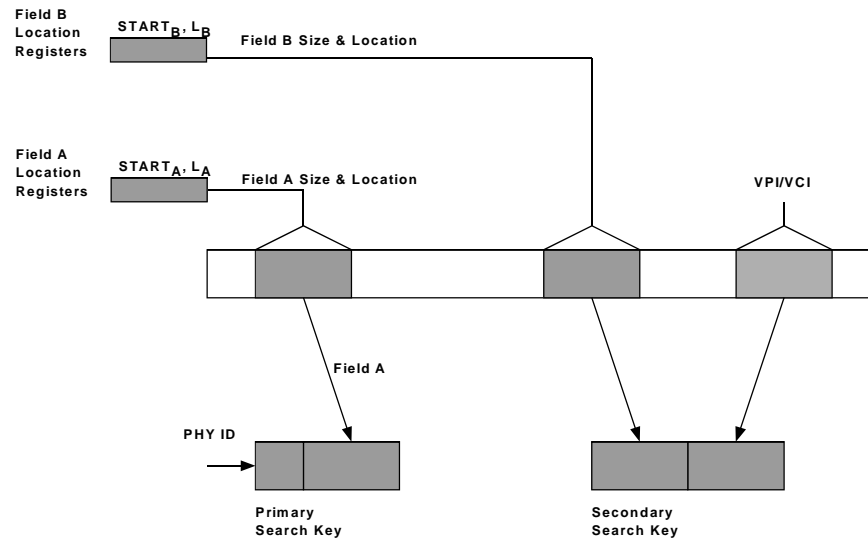 Field B
Location
Registers
START_B, L_B
Field B Size & Location
Field A
Location
Registers
START_A, L_A
Field A Size & Location
VPI/VCI
Field A
PHY ID
Primary
Search Key
Secondary
Search Key